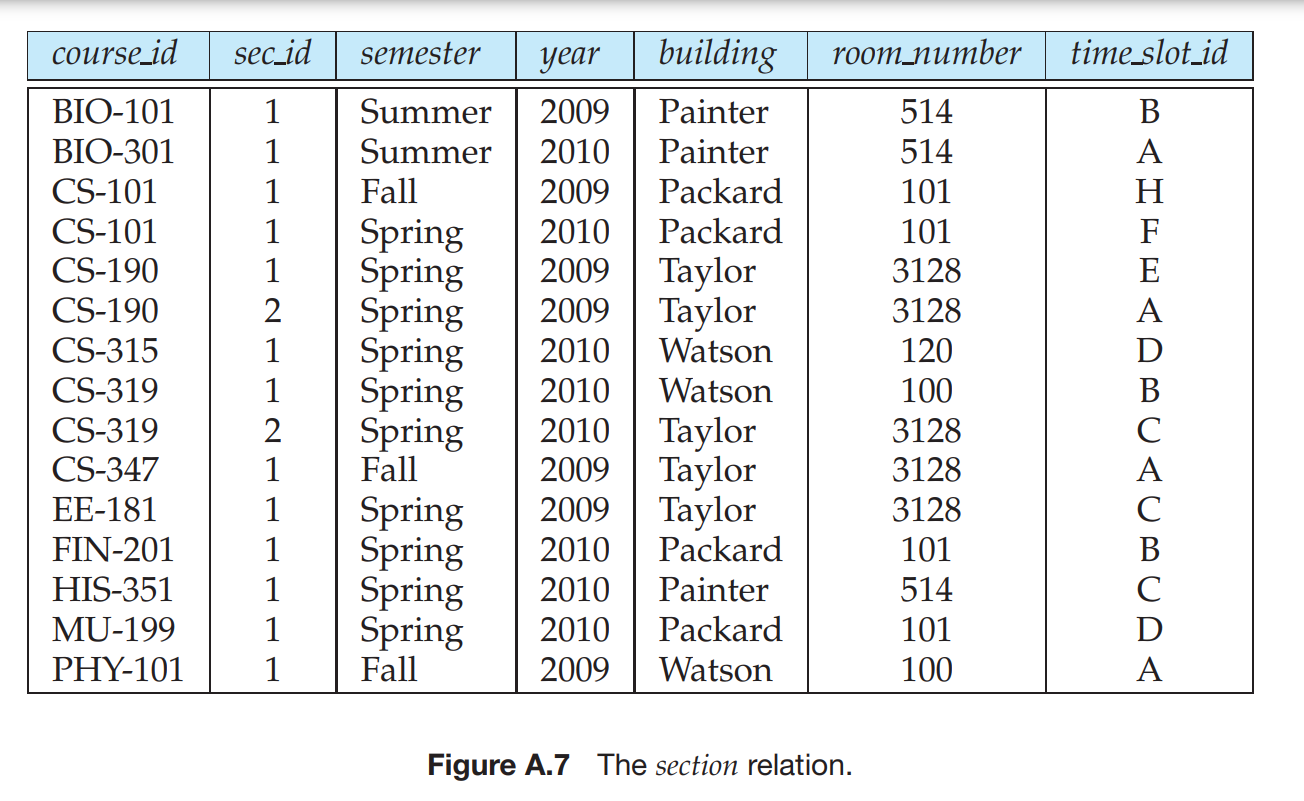 course_id sec_id semester year building room_number time_slot_id
BIO-101 1 Summer 2009 Painter 514 B
BIO-301 1 Summer 2010 Painter 514 A
CS-101 1 Fall 2009 Packard 101 H
CS-101 1 Spring 2010 Packard 101 F
CS-190 1 Spring 2009 Taylor 3128 E
CS-190 2 Spring 2009 Taylor 3128 A
CS-315 1 Spring 2010 Watson 120 D
CS-319 1 Spring 2010 Watson 100 B
CS-319 2 Spring 2010 Taylor 3128 C
CS-347 1 Fall 2009 Taylor 3128 A
EE-181 1 Spring 2009 Taylor 3128 C
FIN-201 1 Spring 2010 Packard 101 B
HIS-351 1 Spring 2010 Painter 514 C
MU-199 1 Spring 2010 Packard 101 D
PHY-101 1 Fall 2009 Watson 100 A
Figure A.7 The section relation.